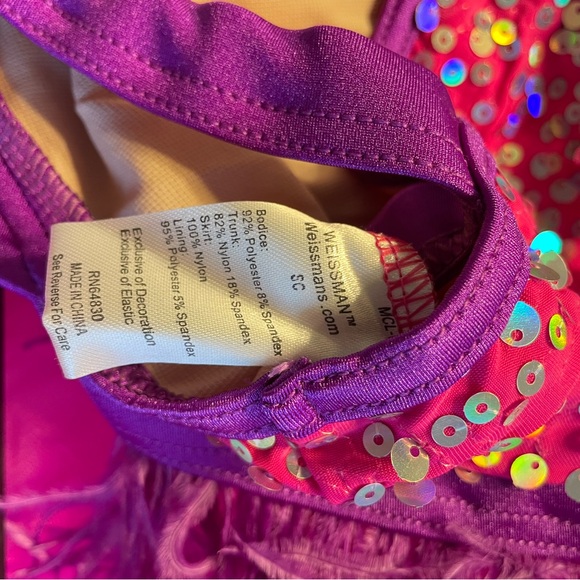 WEISSMAN™
Weissmans.com
SC
Bodice:
92% Polyester 8% Spandex
Trunk:
82% Nylon 18% Spandex
Skirt:
100% Nylon
Lining:
95% Polyester 5% Spandex
Exclusive of Decoration
Exclusive of Elastic
RN64830
MADE IN CHINA
See Reverse For Care
MCL